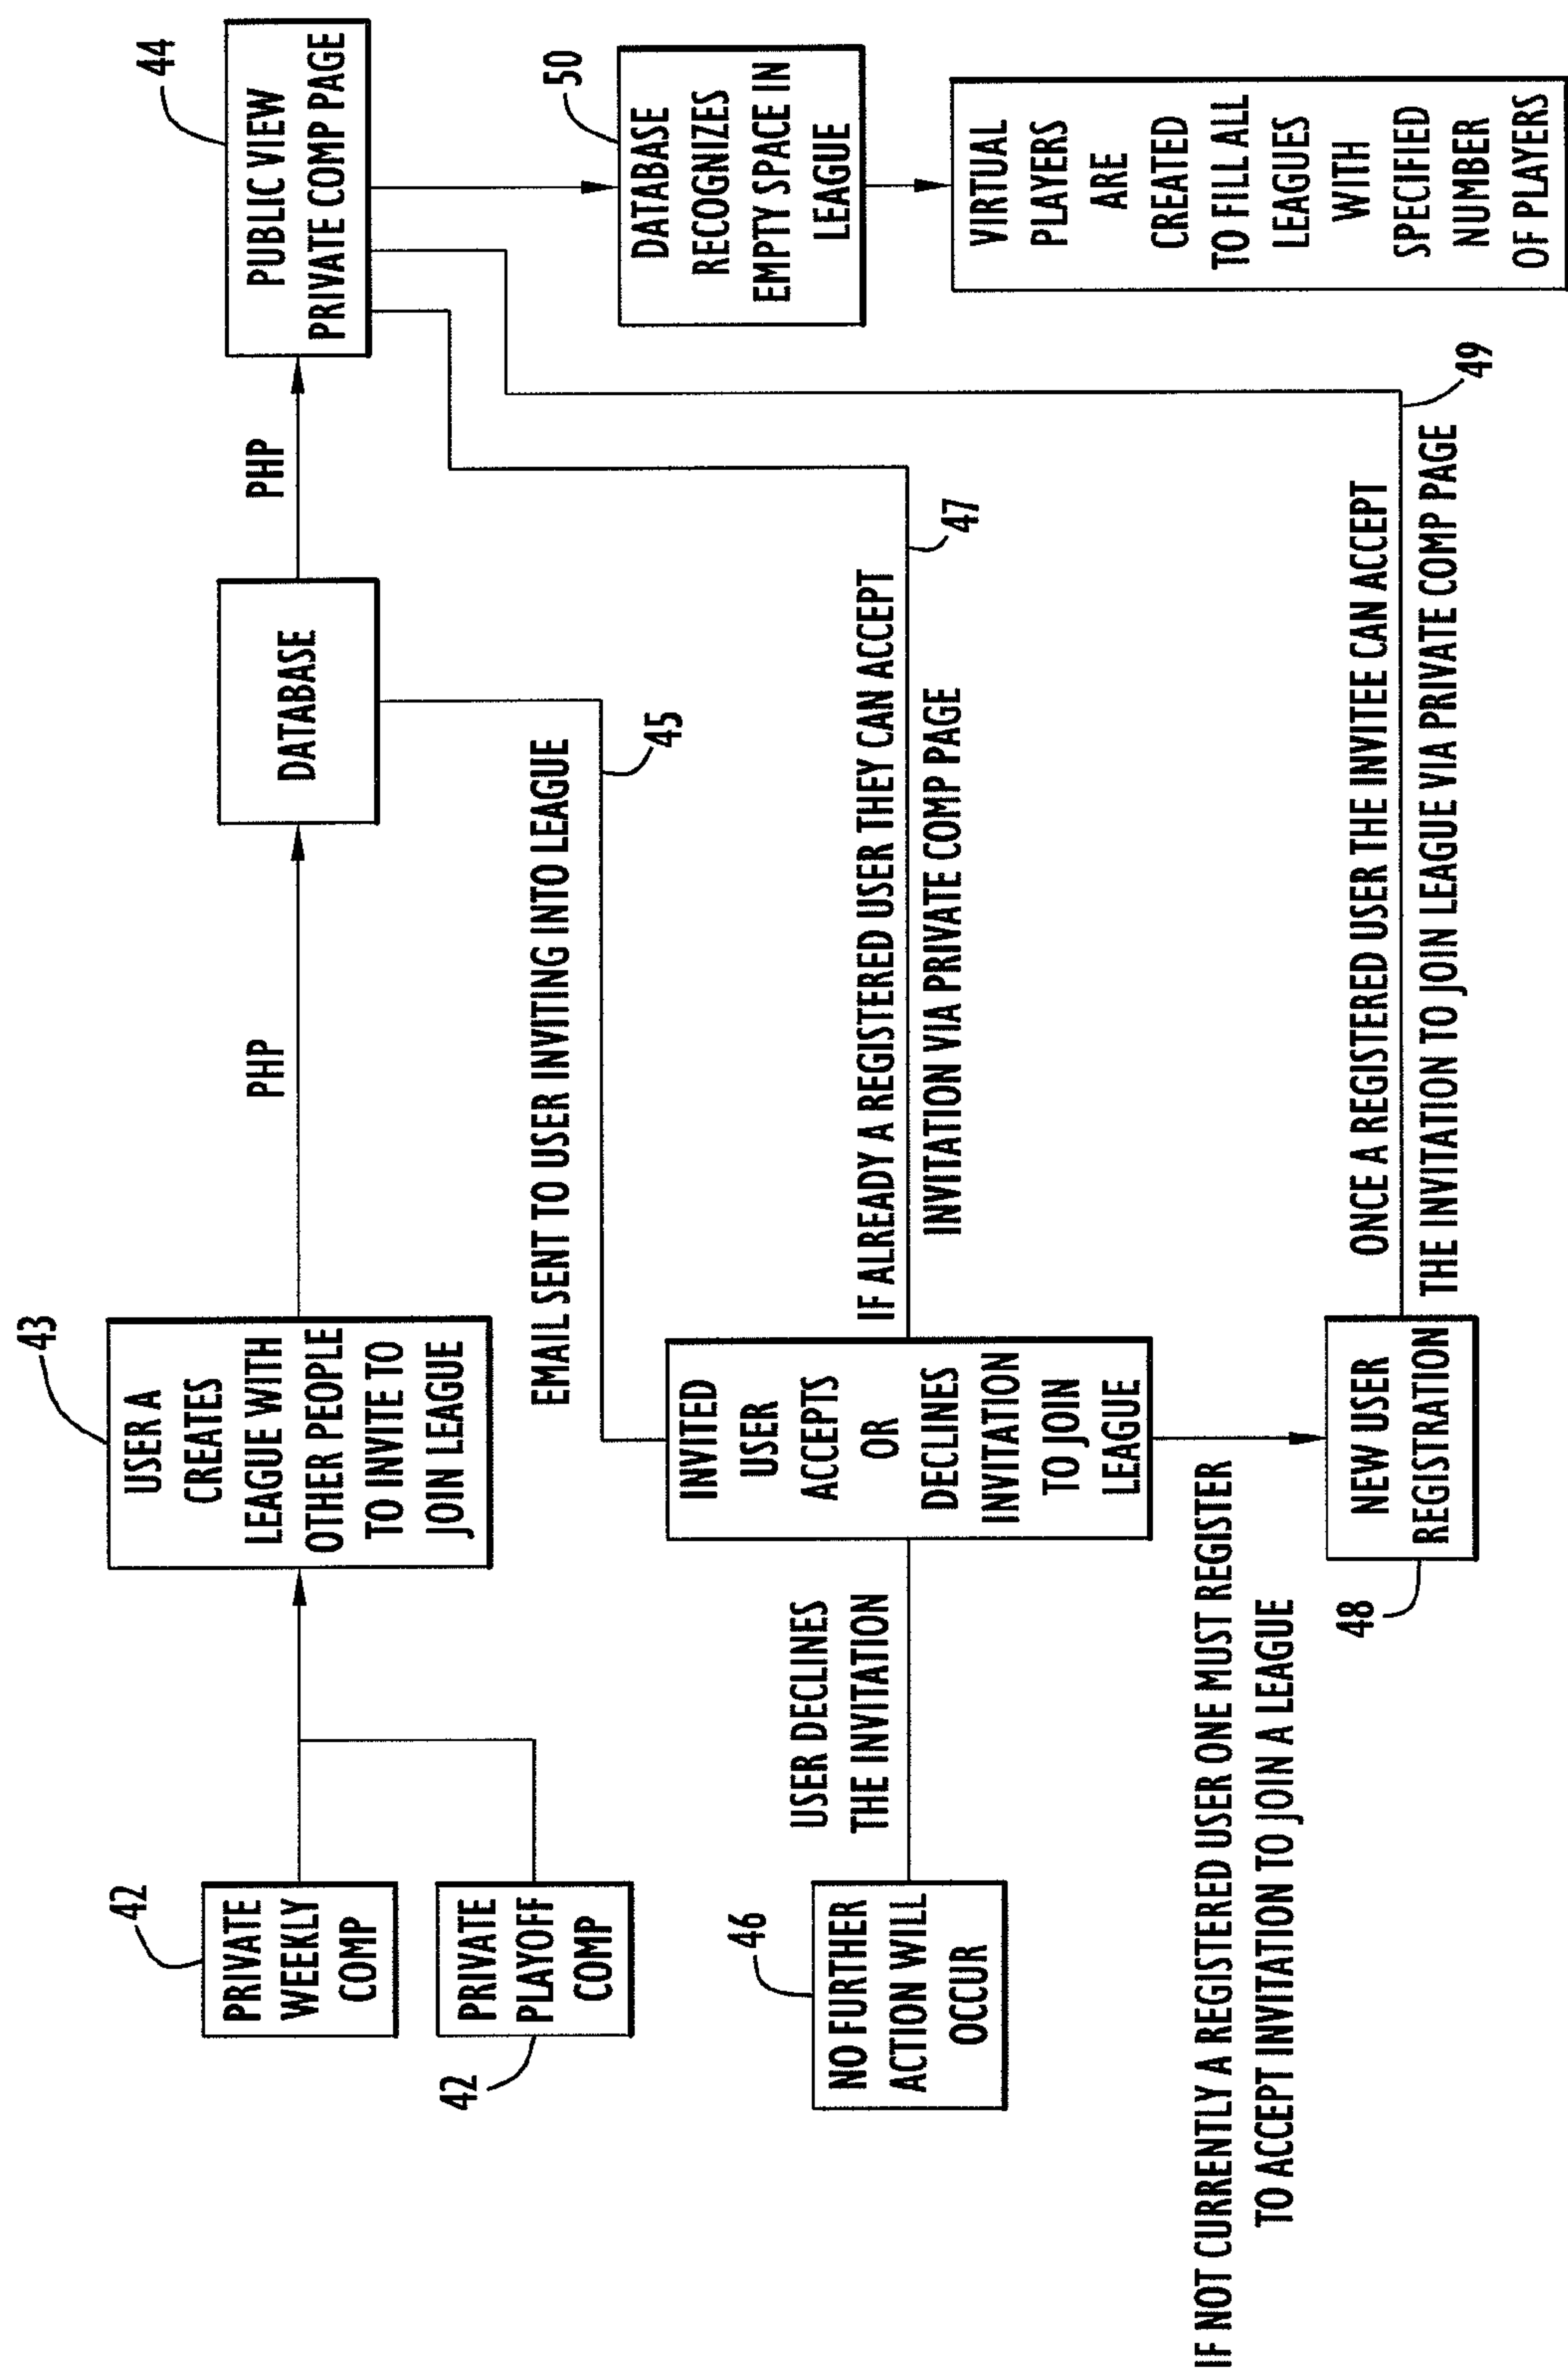 42
PRIVATE
WEEKLY
COMP
PRIVATE
PLAYOFF
COMP
42
43
USER A
CREATES
LEAGUE WITH
OTHER PEOPLE
TO INVITE TO
JOIN LEAGUE
PHP
DATABASE
PHP
44
PUBLIC VIEW
PRIVATE COMP PAGE
EMAIL SENT TO USER INVITING INTO LEAGUE
45
50
DATABASE
RECOGNIZES
EMPTY SPACE IN
LEAGUE
VIRTUAL
PLAYERS
ARE
CREATED
TO FILL ALL
LEAGUES
WITH
SPECIFIED
NUMBER
OF PLAYERS
46
NO FURTHER
ACTION WILL
OCCUR
USER DECLINES
THE INVITATION
INVITED
USER
ACCEPTS
OR
DECLINES
INVITATION
TO JOIN
LEAGUE
IF ALREADY A REGISTERED USER THEY CAN ACCEPT
INVITATION VIA PRIVATE COMP PAGE
47
IF NOT CURRENTLY A REGISTERED USER ONE MUST REGISTER
TO ACCEPT INVITATION TO JOIN A LEAGUE
48
NEW USER
REGISTRATION
ONCE A REGISTERED USER THE INVITEE CAN ACCEPT
THE INVITATION TO JOIN LEAGUE VIA PRIVATE COMP PAGE
49